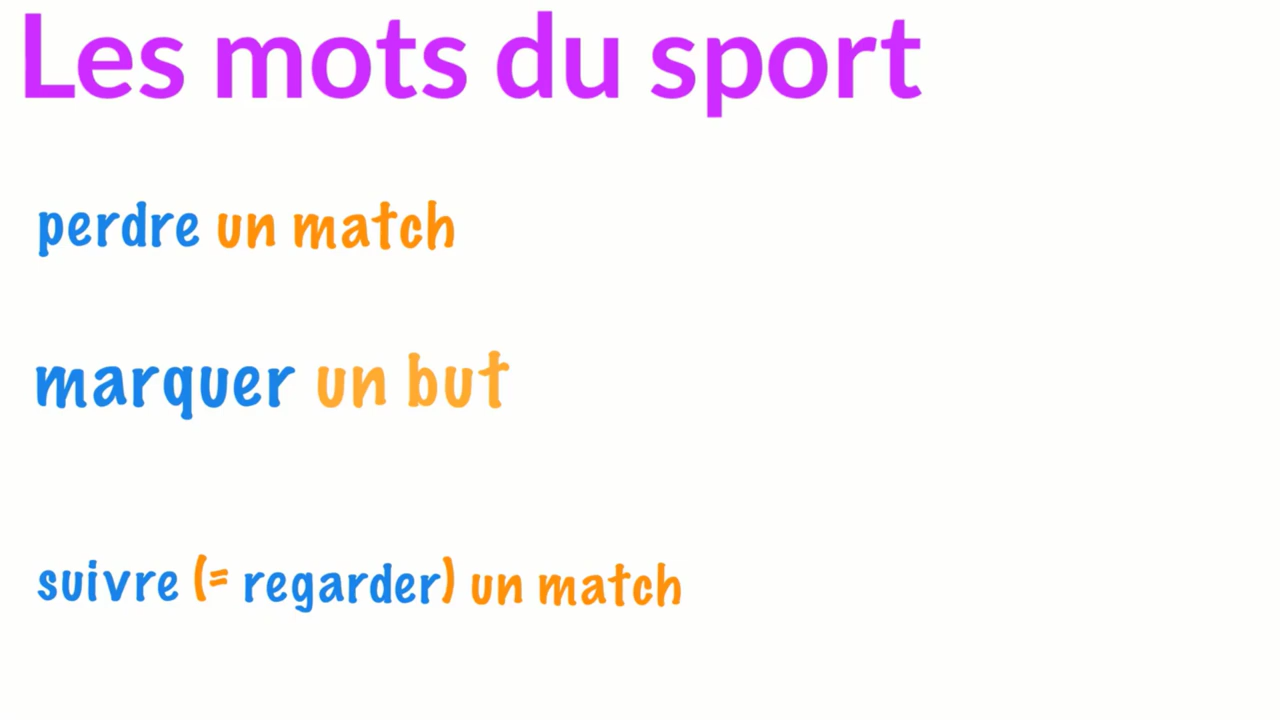 Les mots du sport
perdre un match
marquer un but
suivre (= regarder) un match